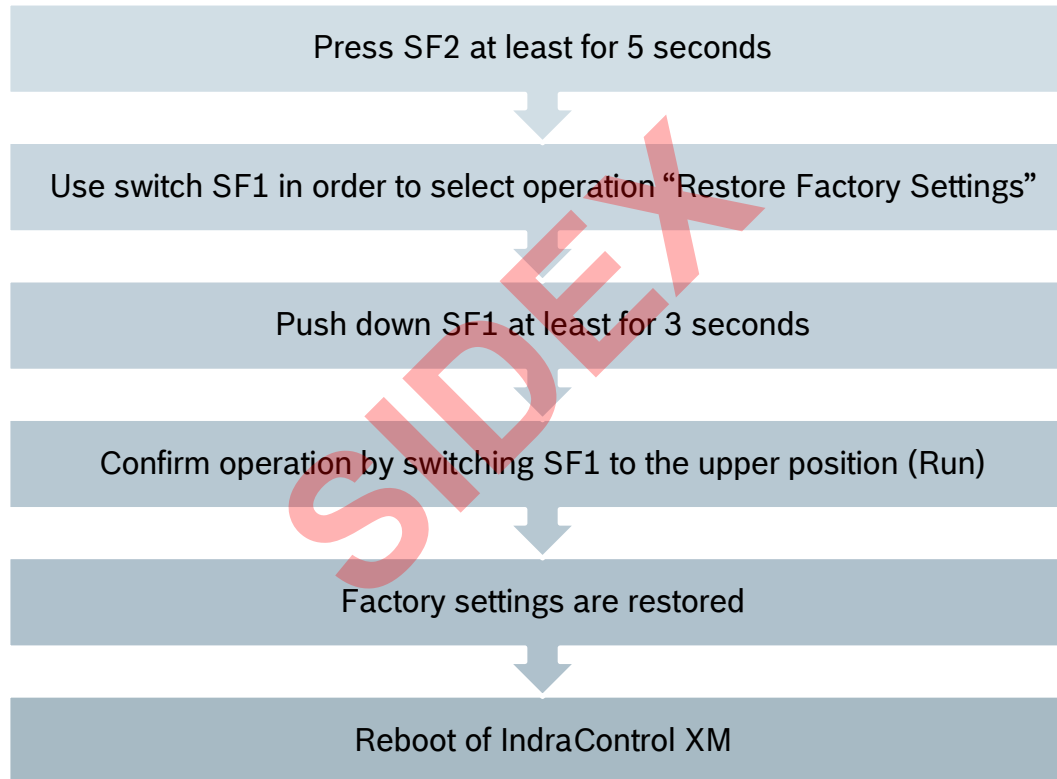 Press SF2 at least for 5 seconds
Use switch SF1 in order to select operation “Restore Factory Settings”
Push down SF1 at least for 3 seconds
Confirm operation by switching SF1 to the upper position (Run)
Factory settings are restored
Reboot of IndraControl XM
SIDEX